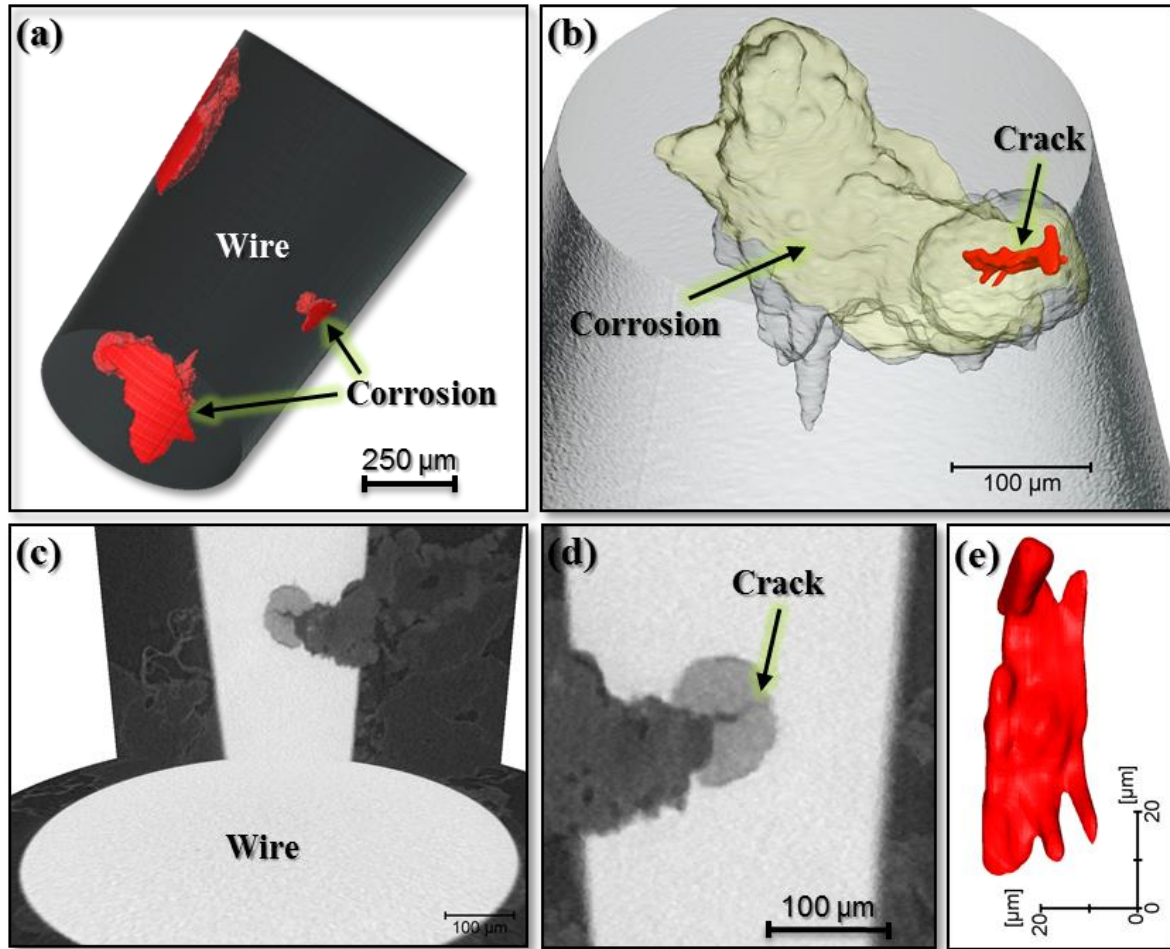 (a)
Wire
Corrosion
250 μm
(b)
Crack
Corrosion
100 μm
(c)
Wire
100 μm
(d)
Crack
100 μm
(e)
[μm]
20
[μm]
20
0
0